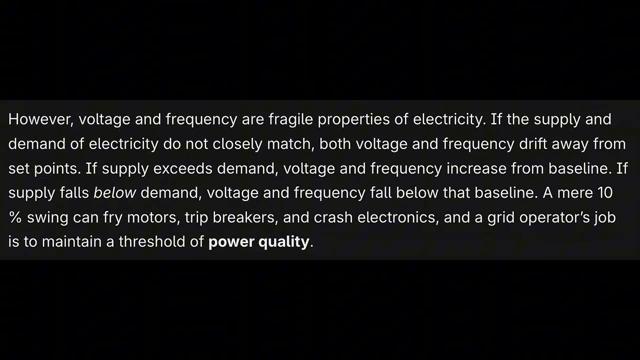 However, voltage and frequency are fragile properties of electricity. If the supply and
demand of electricity do not closely match, both voltage and frequency drift away from
set points. If supply exceeds demand, voltage and frequency increase from baseline. If
supply falls below demand, voltage and frequency fall below that baseline. A mere 10
% swing can fry motors, trip breakers, and crash electronics, and a grid operator’s job
is to maintain a threshold of power quality.